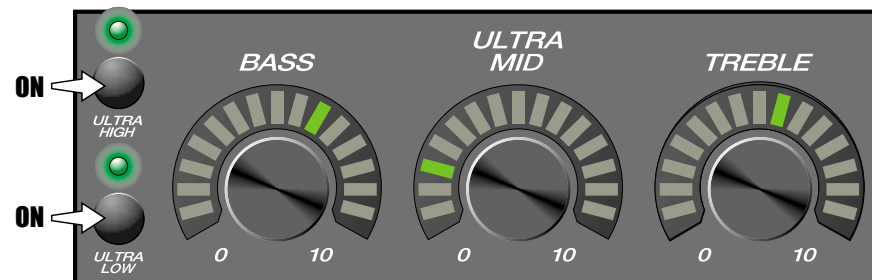 ON
ULTRA
HIGH
ON
ULTRA
LOW
BASS
0 10
ULTRA
MID
0 10
TREBLE
0 10